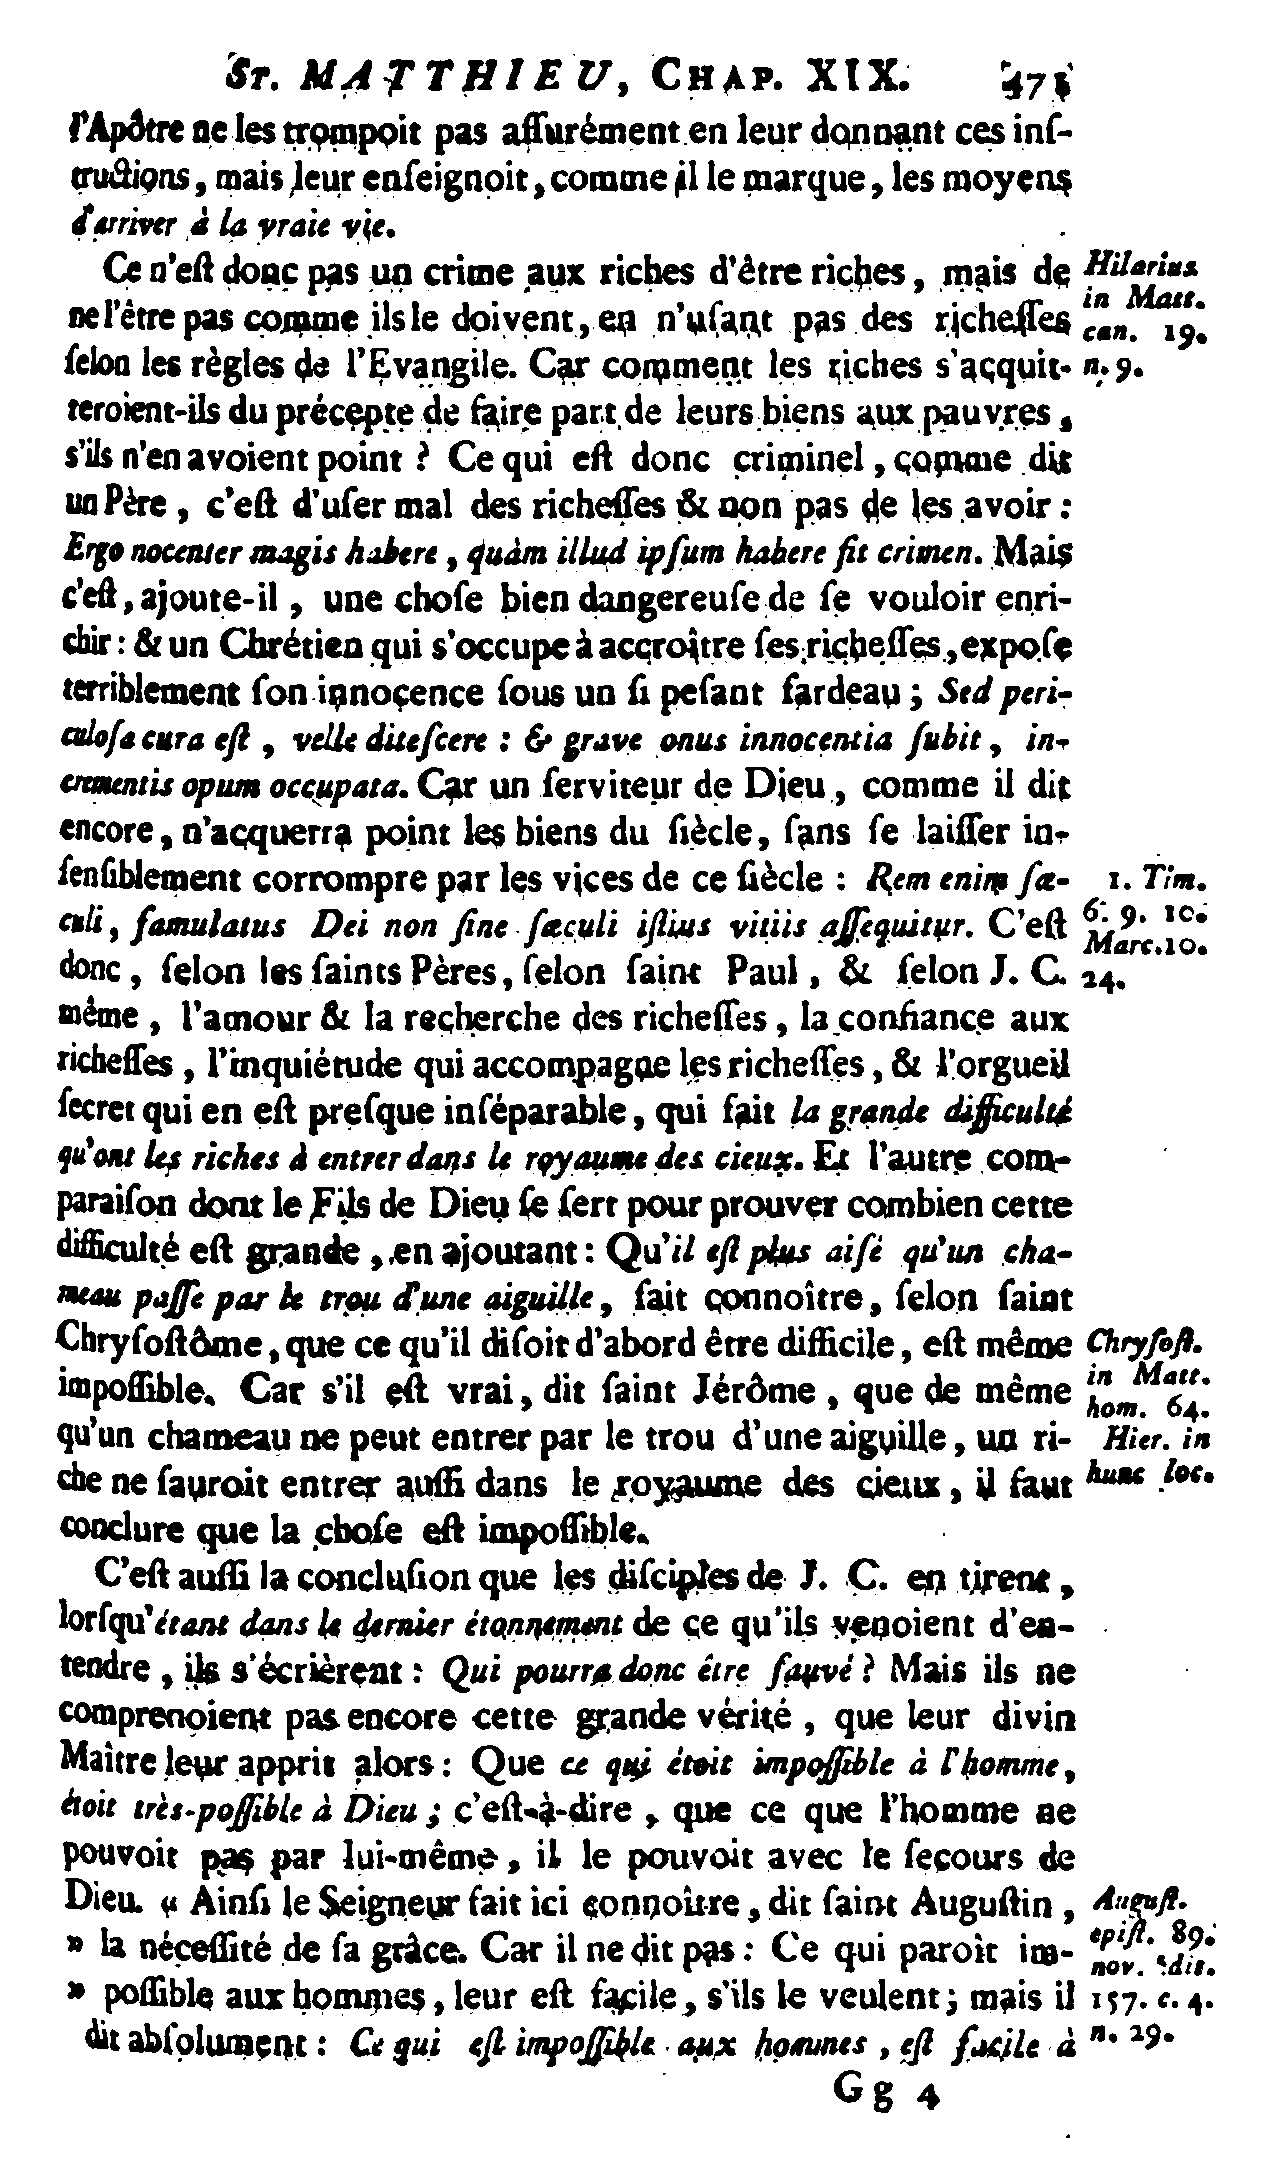 St. MATTHIEU, CHAP. XIX. 471
l'Apôtre ne les trompoit pas aſſurément en leur donnant ces inſ-
tructions, mais leur enſeignoit, comme il le marque, les moyens
d'arriver à la vraie vie.
Ce n'eſt donc pas un crime aux riches d'être riches, mais de
ne l'être pas comme ils le doivent, en n'uſant pas des richeſſes
ſelon les règles de l'Evangile. Car comment les riches s'acquit-
teroient-ils du précepte de faire part de leurs biens aux pauvres,
s'ils n'en avoient point ? Ce qui eſt donc criminel, comme dit
un Père, c'eſt d'uſer mal des richeſſes & non pas de les avoir :
Ergo nocenter magis habere, quàm illud ipſum habere fit crimen. Mais
c'eſt, ajoute-il, une choſe bien dangereuſe de ſe vouloir enri-
chir : & un Chrétien qui s'occupe à accroître ſes richeſſes, expoſe
terriblement ſon innocence ſous un ſi peſant fardeau ; Sed peri-
culoſa cura eſt, velle diteſcere : & grave onus innocentia ſubit, in-
crementis opum occupata. Car un ſerviteur de Dieu, comme il dit
encore, n'acquerra point les biens du ſiècle, ſans ſe laiſſer in-
ſenſiblement corrompre par les vices de ce ſiècle : Rem enim ſæ-
culi, famulatus Dei non ſine ſæculi iſtius vitiis aſſequitur. C'eſt
donc, ſelon les ſaints Pères, ſelon ſaint Paul, & ſelon J. C.
même, l'amour & la recherche des richeſſes, la confiance aux
richeſſes, l'inquiétude qui accompagne les richeſſes, & l'orgueil
ſecret qui en eſt preſque inſéparable, qui fait la grande difficulté
qu'ont les riches à entrer dans le royaume des cieux. Et l'autre com-
paraiſon dont le Fils de Dieu ſe ſert pour prouver combien cette
difficulté eſt grande, en ajoutant : Qu'il eſt plus aiſé qu'un cha-
meau paſſe par le trou d'une aiguille, fait connoître, ſelon ſaint
Chryſoſtôme, que ce qu'il diſoit d'abord être difficile, eſt même
impoſſible. Car s'il eſt vrai, dit ſaint Jérôme, que de même
qu'un chameau ne peut entrer par le trou d'une aiguille, un ri-
che ne ſauroit entrer auſſi dans le royaume des cieux, il faut
conclure que la choſe eſt impoſſible.
C'eſt auſſi la concluſion que les diſciples de J. C. en tirent,
lorſqu'étant dans le dernier étonnement de ce qu'ils venoient d'en-
tendre, ils s'écrièrent : Qui pourra donc être ſauvé ? Mais ils ne
comprenoient pas encore cette grande vérité, que leur divin
Maître leur apprit alors : Que ce qui étoit impoſſible à l'homme,
étoit très-poſſible à Dieu ; c'eſt-à-dire, que ce que l'homme ne
pouvoit pas par lui-même, il le pouvoit avec le ſecours de
Dieu. « Ainſi le Seigneur fait ici connoître, dit ſaint Auguſtin,
» la néceſſité de ſa grâce. Car il ne dit pas : Ce qui paroît im-
» poſſible aux hommes, leur eſt facile, s'ils le veulent ; mais il
dit abſolument : Ce qui eſt impoſſible aux hommes, eſt facile à
Gg 4
Hilarius
in Matt.
can. 19.
n. 9.
1. Tim.
6. 9. 10.
Marc. 10.
24.
Chryſoſt.
in Matt.
hom. 64.
Hier. in
hunc loc.
Auguſt.
epiſt. 89.
nov. edit.
157. c. 4.
n. 29.